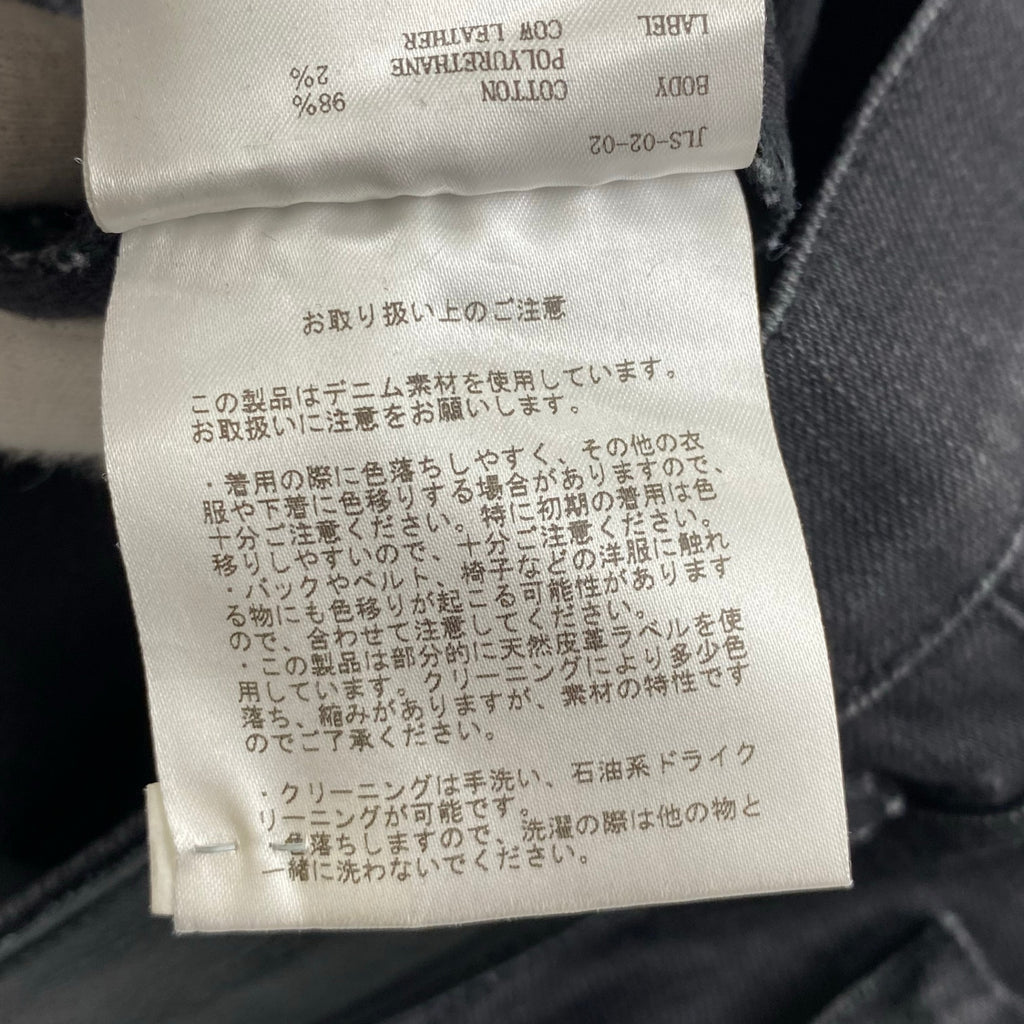 JLS-02-02
BODY COTTON 98%
POLYURETHANE 2%
LABEL COW LEATHER
お取り扱い上のご注意
この製品はデニム素材を使用しています。
お取扱いに注意をお願いします。
・着用の際に色落ちしやすく、その他の衣
服や下着に色移りする場合がありますので、
十分ご注意ください。特に初期の着用は色
移りしやすいので、十分ご注意ください。
・バックやベルト、椅子などの洋服に触れ
る物にも色移りが起こる可能性があります
ので、合わせて注意してください。
・この製品は部分的に天然皮革ラベルを使
用しています。クリーニングにより多少色
落ち、縮みがありますが、素材の特性です
のでご了承ください。
・クリーニングは手洗い、石油系ドライク
リーニングが可能です。
色落ちしますので、洗濯の際は他の物と
一緒に洗わないでください。